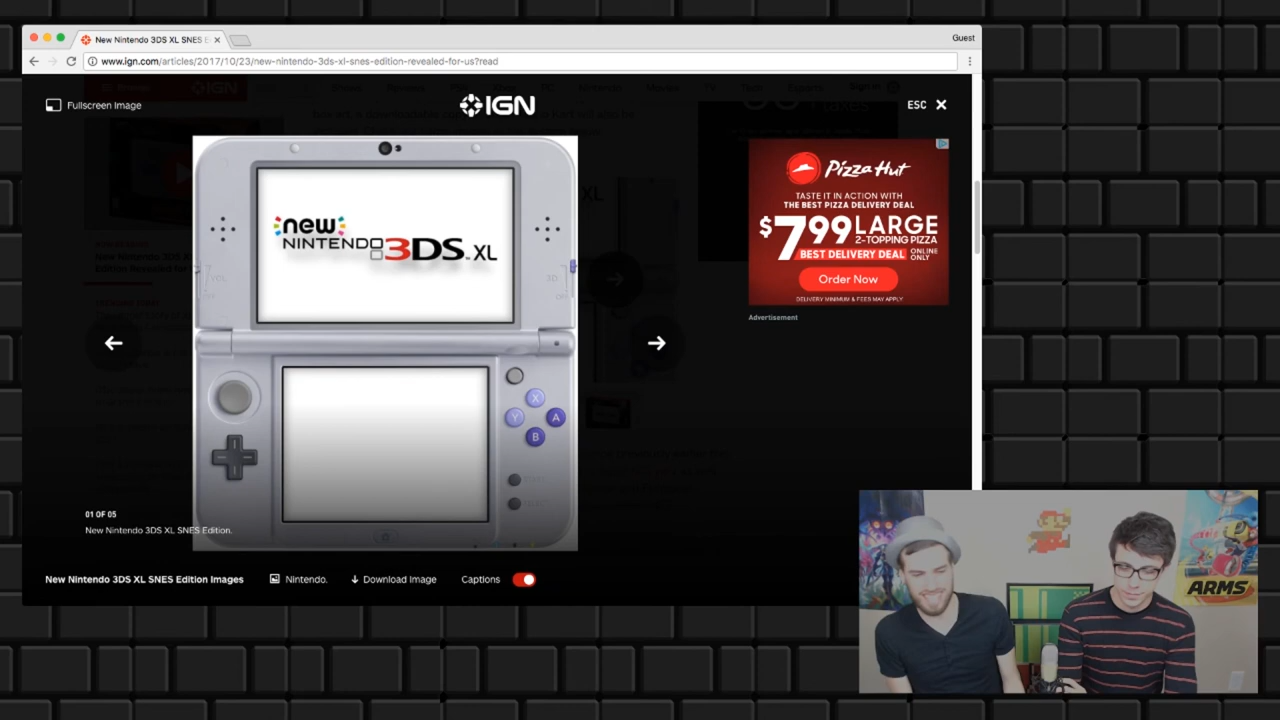 New Nintendo 3DS XL SNES E
Guest
www.ign.com/articles/2017/10/23/new-nintendo-3ds-xl-snes-edition-revealed-for-us?read
Fullscreen Image
IGN
ESC
new
NINTENDO 3DS XL
XL
VOL
3D
OFF
X
Y
A
B
Pizza Hut
TASTE IT IN ACTION WITH
THE BEST PIZZA DELIVERY DEAL
$7.99 LARGE
2-TOPPING PIZZA
BEST DELIVERY DEAL ONLINE ONLY
Order Now
DELIVERY MINIMUM & FEES MAY APPLY
Advertisement
01 OF 05
New Nintendo 3DS XL SNES Edition.
New Nintendo 3DS XL SNES Edition Images
Nintendo.
Download Image
Captions
ARMS